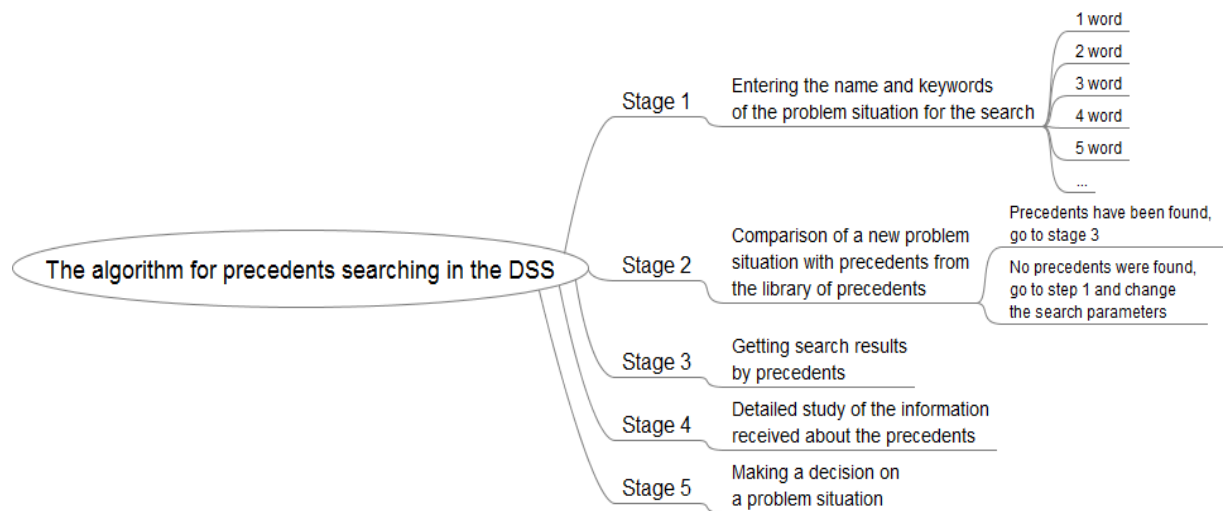 The algorithm for precedents searching in the DSS
Stage 1
Entering the name and keywords
of the problem situation for the search
1 word
2 word
3 word
4 word
5 word
...
Stage 2
Comparison of a new problem
situation with precedents from
the library of precedents
Precedents have been found,
go to stage 3
No precedents were found,
go to step 1 and change
the search parameters
Stage 3
Getting search results
by precedents
Stage 4
Detailed study of the information
received about the precedents
Stage 5
Making a decision on
a problem situation